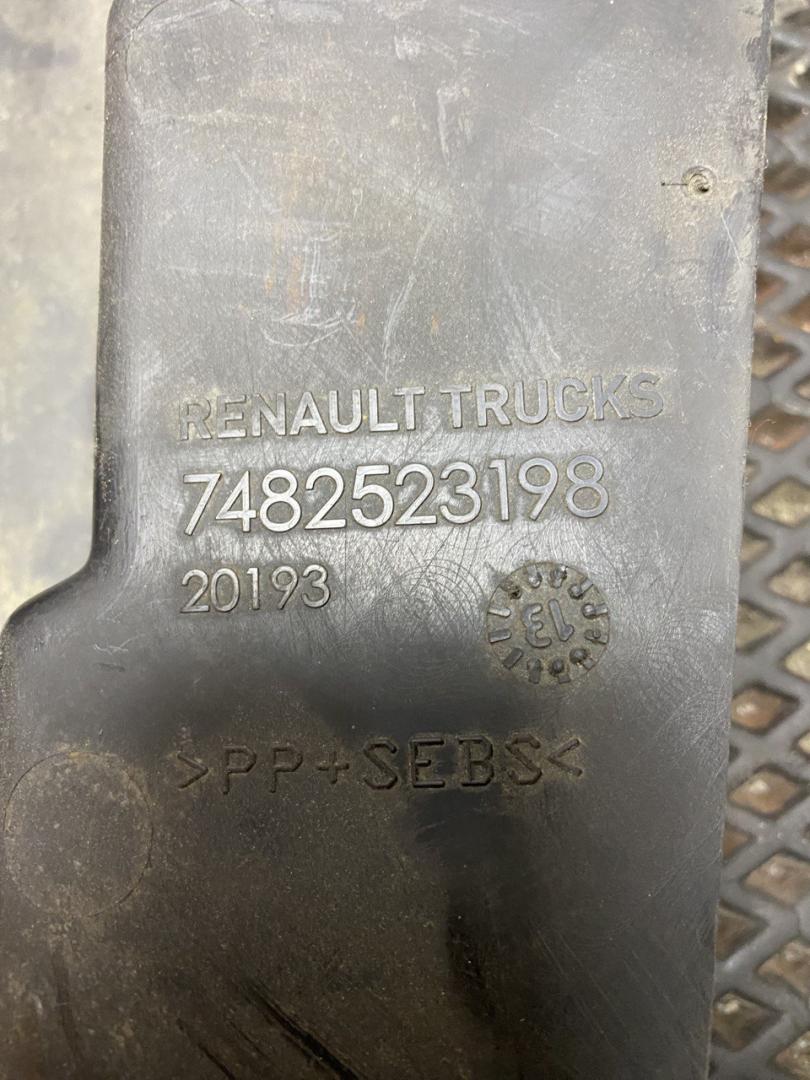 RENAULT TRUCKS
7482523198
20193
13
>PP+SEBS<